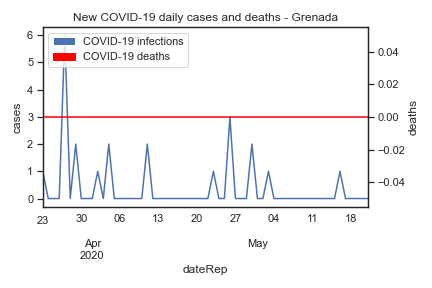 New COVID-19 daily cases and deaths - Grenada
COVID-19 infections
COVID-19 deaths
6
5
4
3
2
1
0
cases
0.04
0.02
0.00
−0.02
−0.04
deaths
23 30 06 13 20 27 04 11 18
Apr May
2020
dateRep